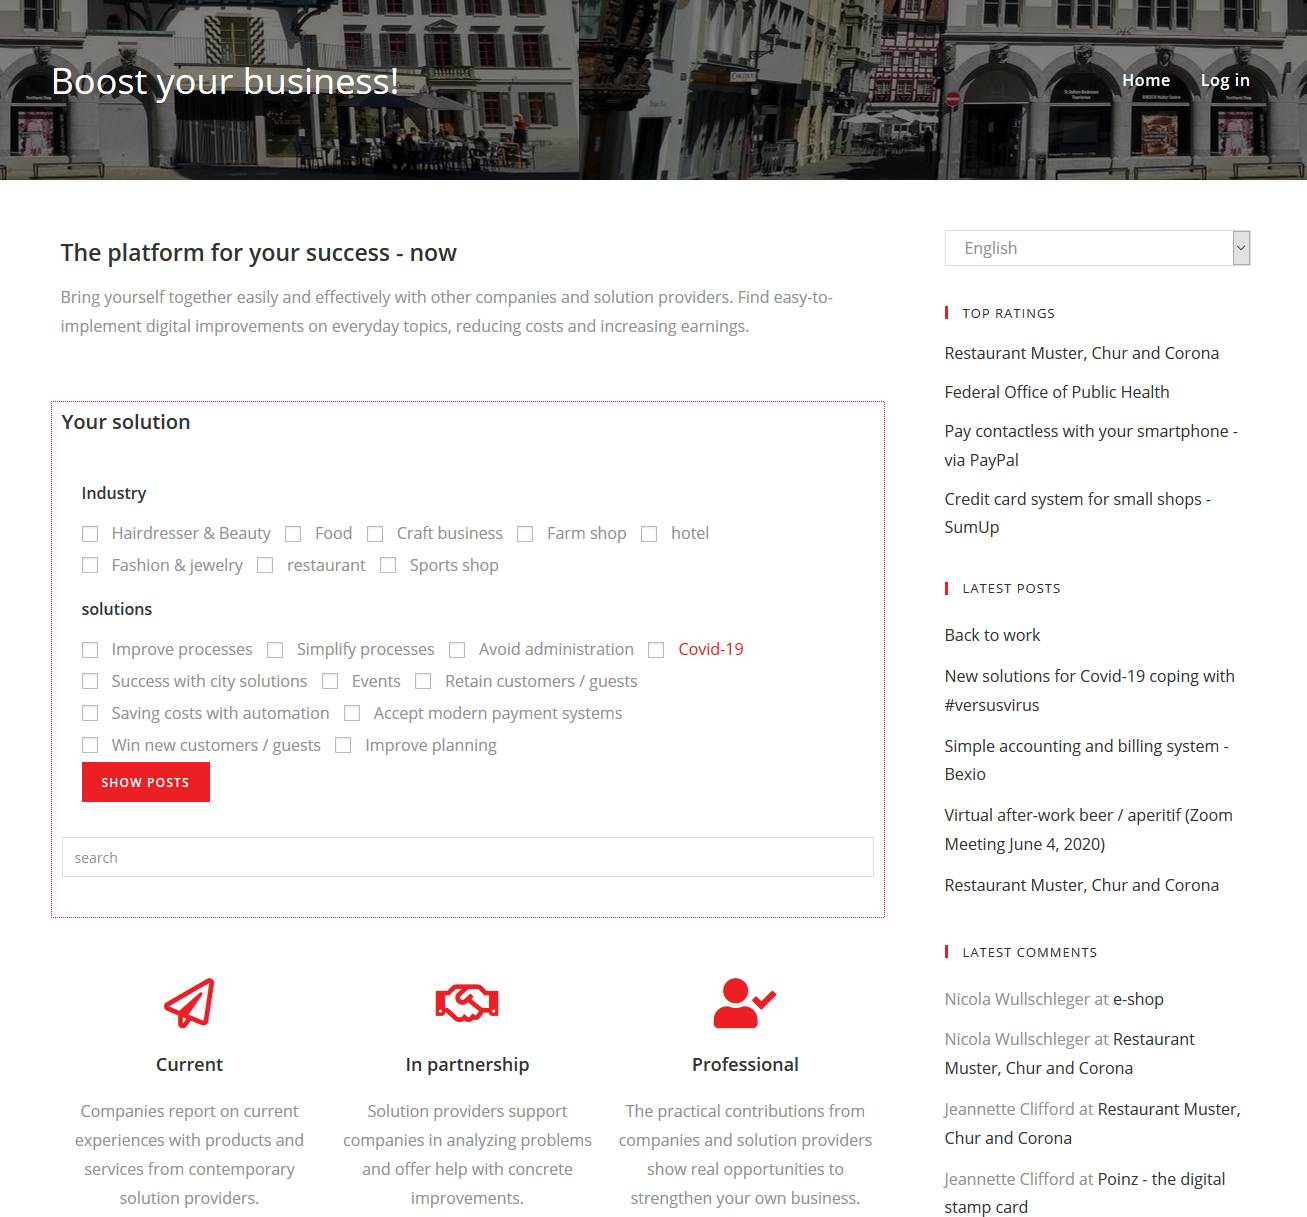 Boost your business!
Home
Log in
The platform for your success - now
Bring yourself together easily and effectively with other companies and solution providers. Find easy-to-
implement digital improvements on everyday topics, reducing costs and increasing earnings.
Your solution
Industry
Hairdresser & Beauty Food Craft business Farm shop hotel
Fashion & jewelry restaurant Sports shop
solutions
Improve processes Simplify processes Avoid administration Covid-19
Success with city solutions Events Retain customers / guests
Saving costs with automation Accept modern payment systems
Win new customers / guests Improve planning
SHOW POSTS
search
Current
Companies report on current
experiences with products and
services from contemporary
solution providers.
In partnership
Solution providers support
companies in analyzing problems
and offer help with concrete
improvements.
Professional
The practical contributions from
companies and solution providers
show real opportunities to
strengthen your own business.
English
TOP RATINGS
Restaurant Muster, Chur and Corona
Federal Office of Public Health
Pay contactless with your smartphone -
via PayPal
Credit card system for small shops -
SumUp
LATEST POSTS
Back to work
New solutions for Covid-19 coping with
#versusvirus
Simple accounting and billing system -
Bexio
Virtual after-work beer / aperitif (Zoom
Meeting June 4, 2020)
Restaurant Muster, Chur and Corona
LATEST COMMENTS
Nicola Wullschleger at e-shop
Nicola Wullschleger at Restaurant
Muster, Chur and Corona
Jeannette Clifford at Restaurant Muster,
Chur and Corona
Jeannette Clifford at Poinz - the digital
stamp card